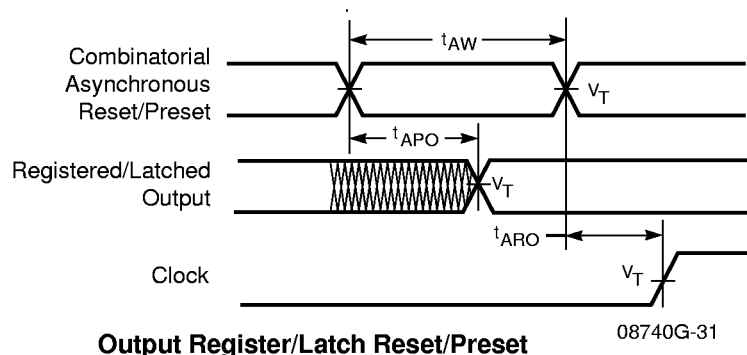 tAW
Combinatorial
Asynchronous
Reset/Preset
VT
tAPO
Registered/Latched
Output
VT
tARO
Clock
VT
08740G-31
Output Register/Latch Reset/Preset